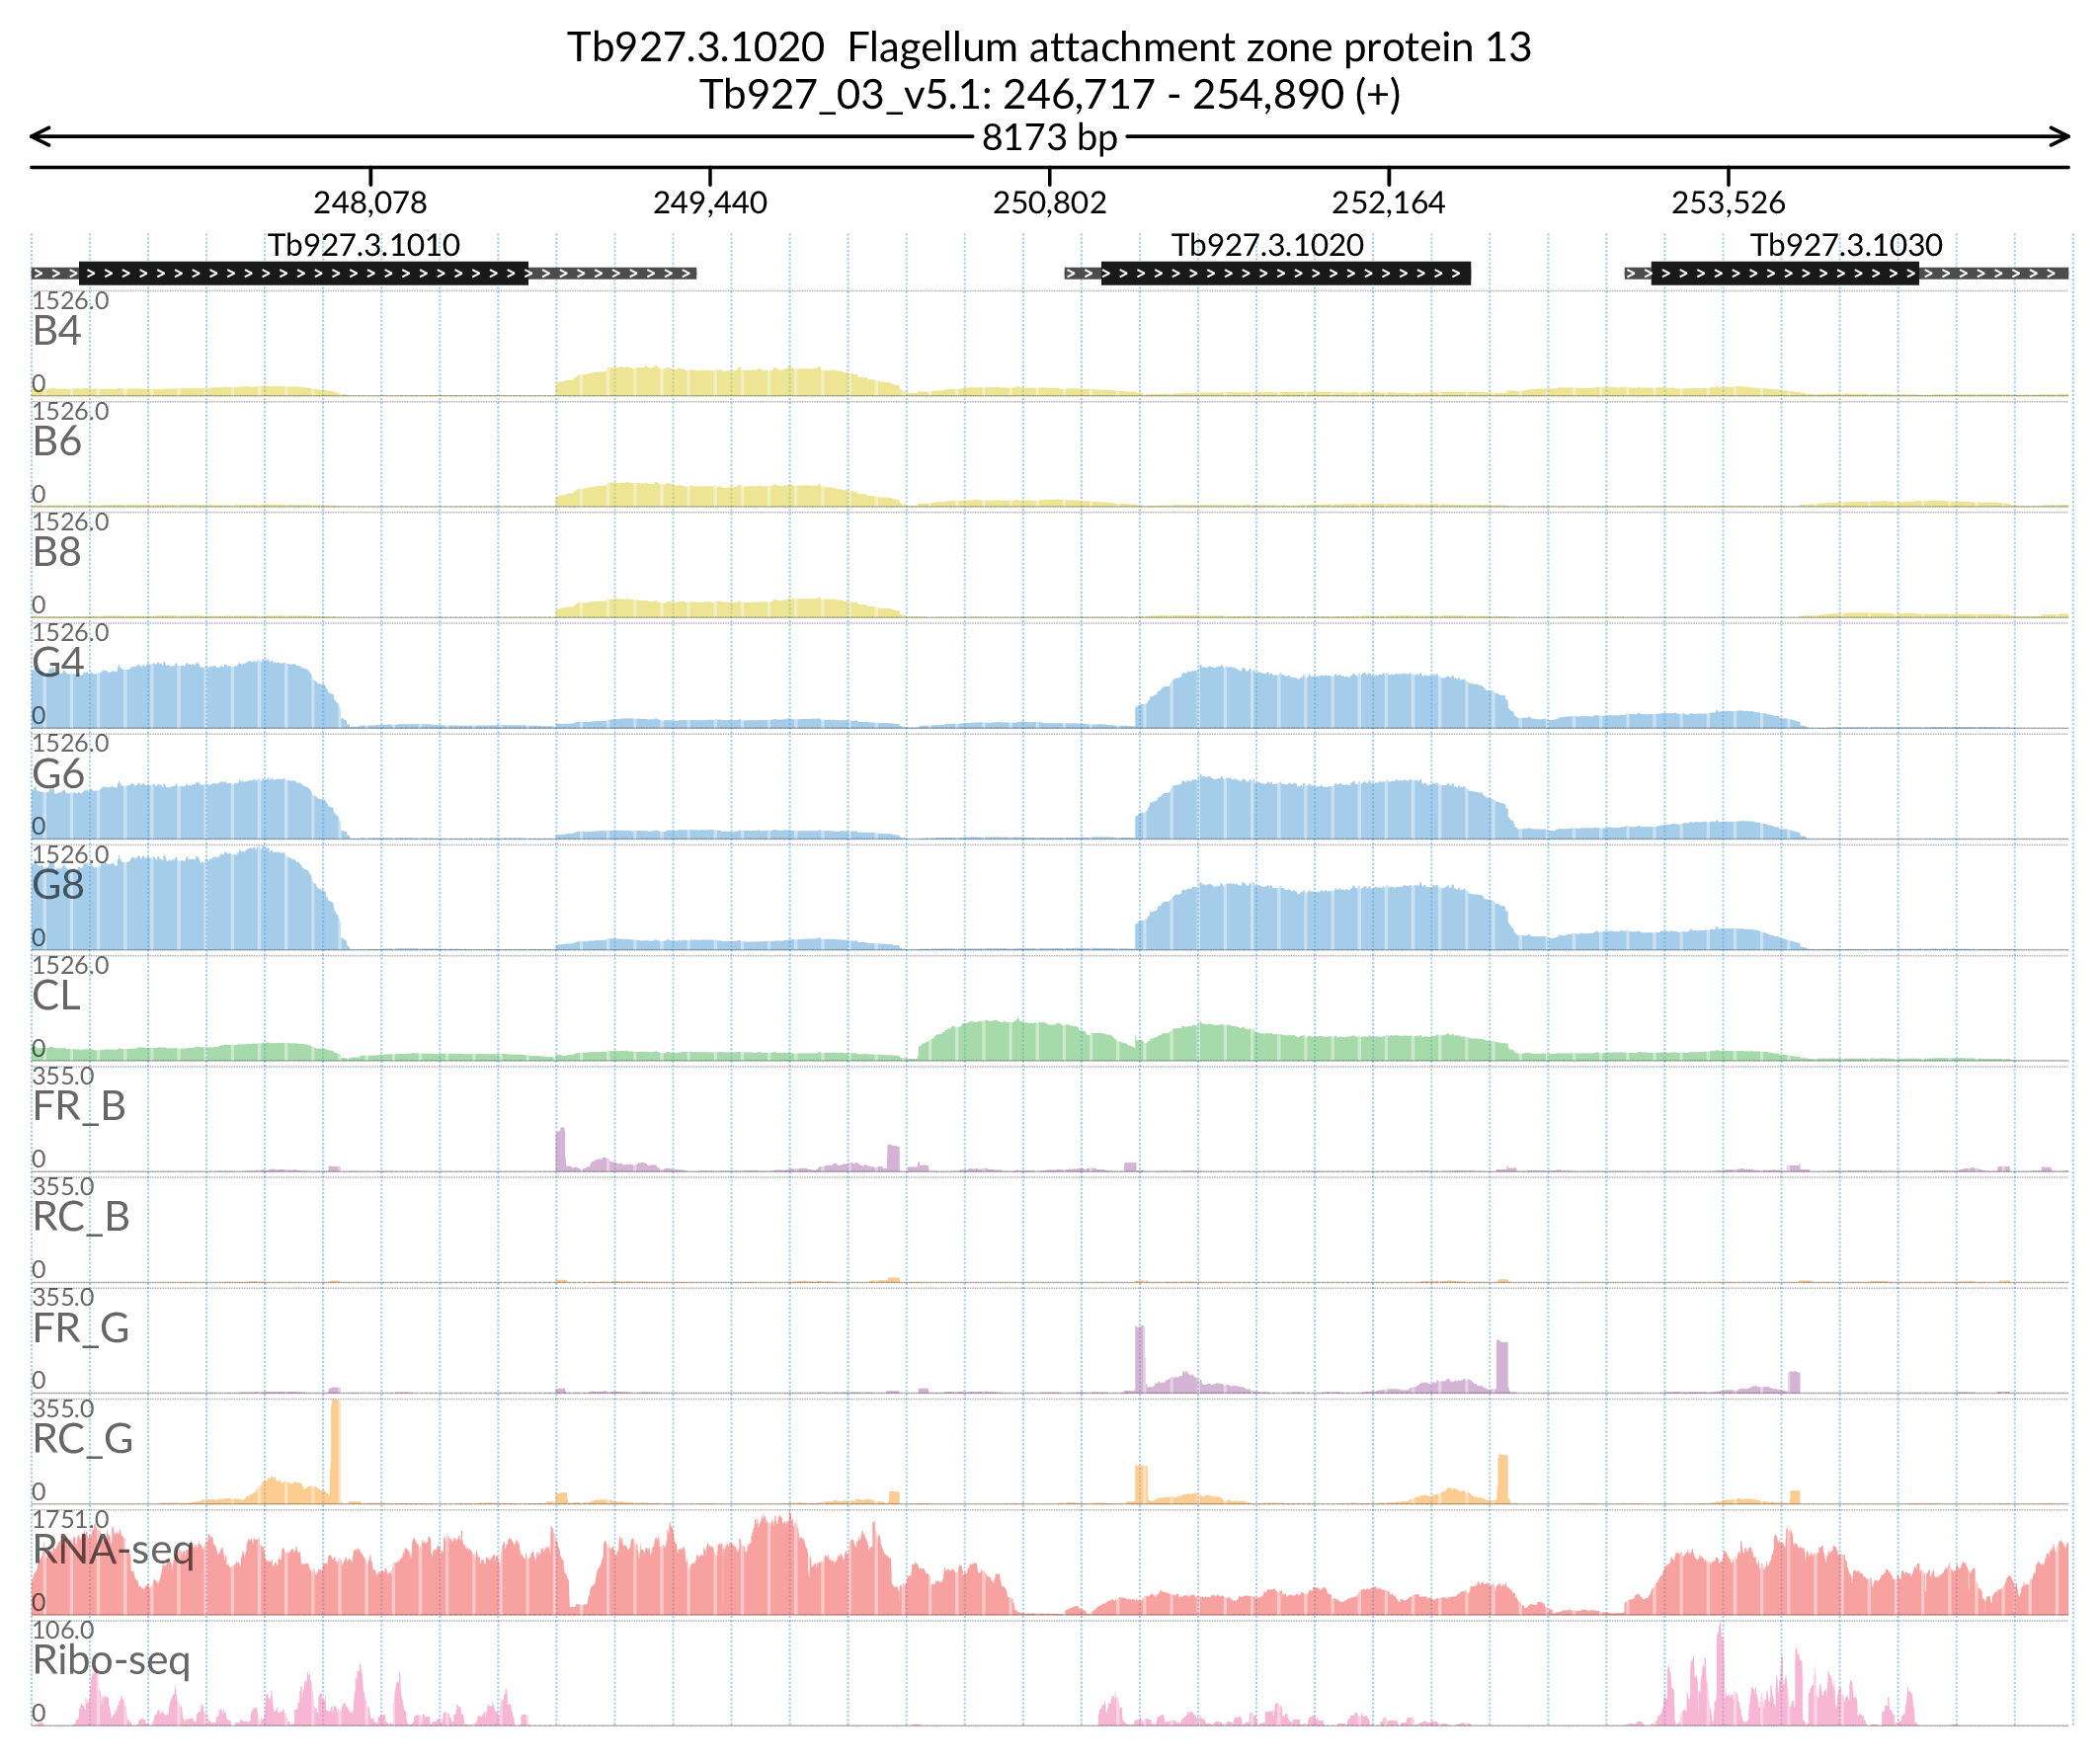 Tb927.3.1020  Flagellum attachment zone protein 13
Tb927_03_v5.1: 246,717 - 254,890 (+)
8173 bp
248,078 249,440 250,802 252,164 253,526
Tb927.3.1010 Tb927.3.1020 Tb927.3.1030
1526.0
B4
0
1526.0
B6
0
1526.0
B8
0
1526.0
G4
0
1526.0
G6
0
1526.0
G8
0
1526.0
CL
0
355.0
FR_B
0
355.0
RC_B
0
355.0
FR_G
0
355.0
RC_G
0
1751.0
RNA-seq
0
106.0
Ribo-seq
0